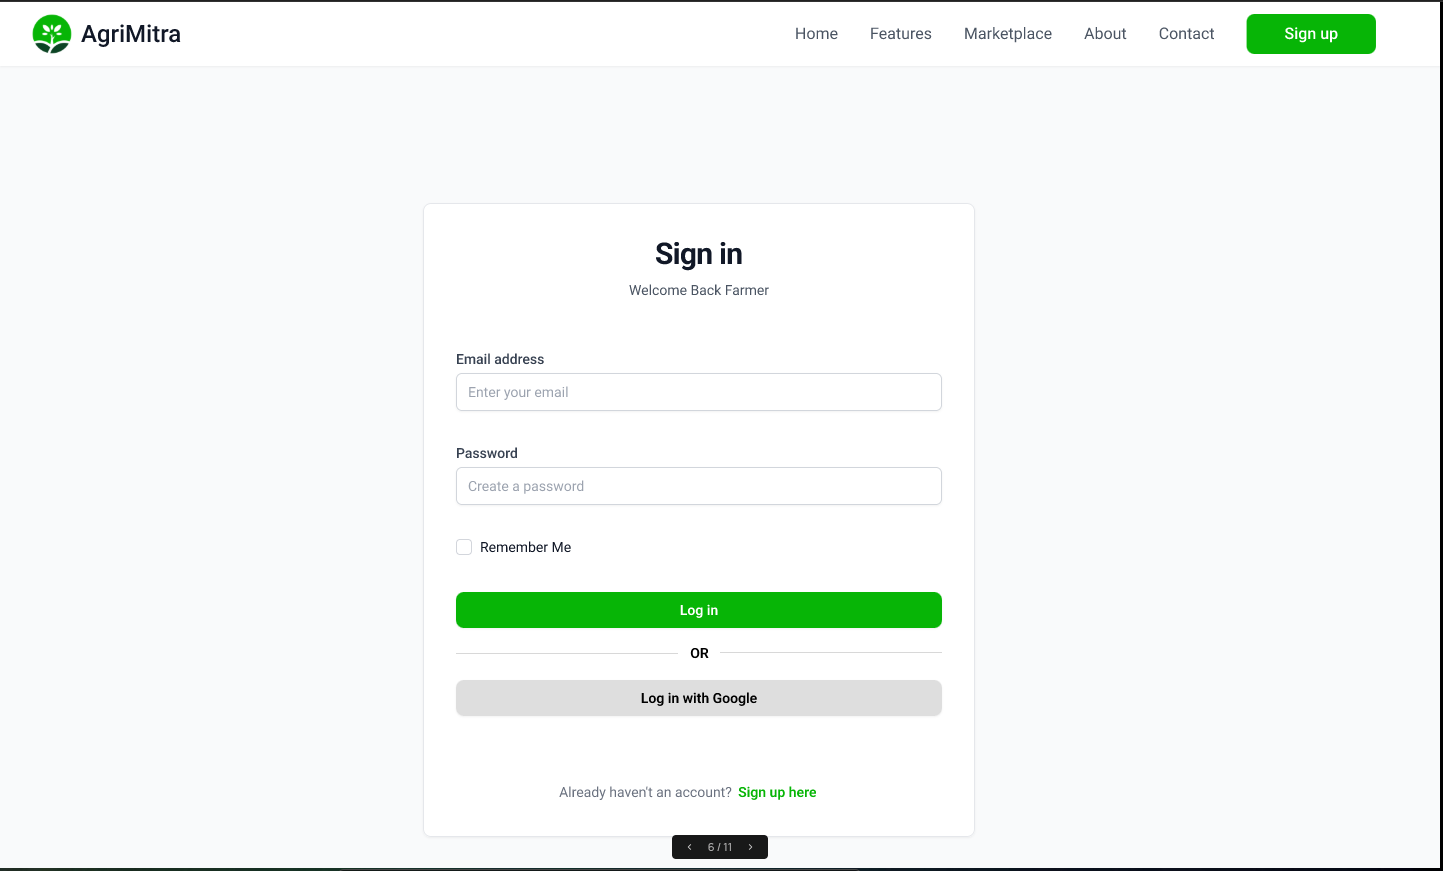 AgriMitra
Home Features Marketplace About Contact Sign up
Sign in
Welcome Back Farmer
Email address
Enter your email
Password
Create a password
Remember Me
Log in
OR
Log in with Google
Already haven't an account? Sign up here
< 6 / 11 >